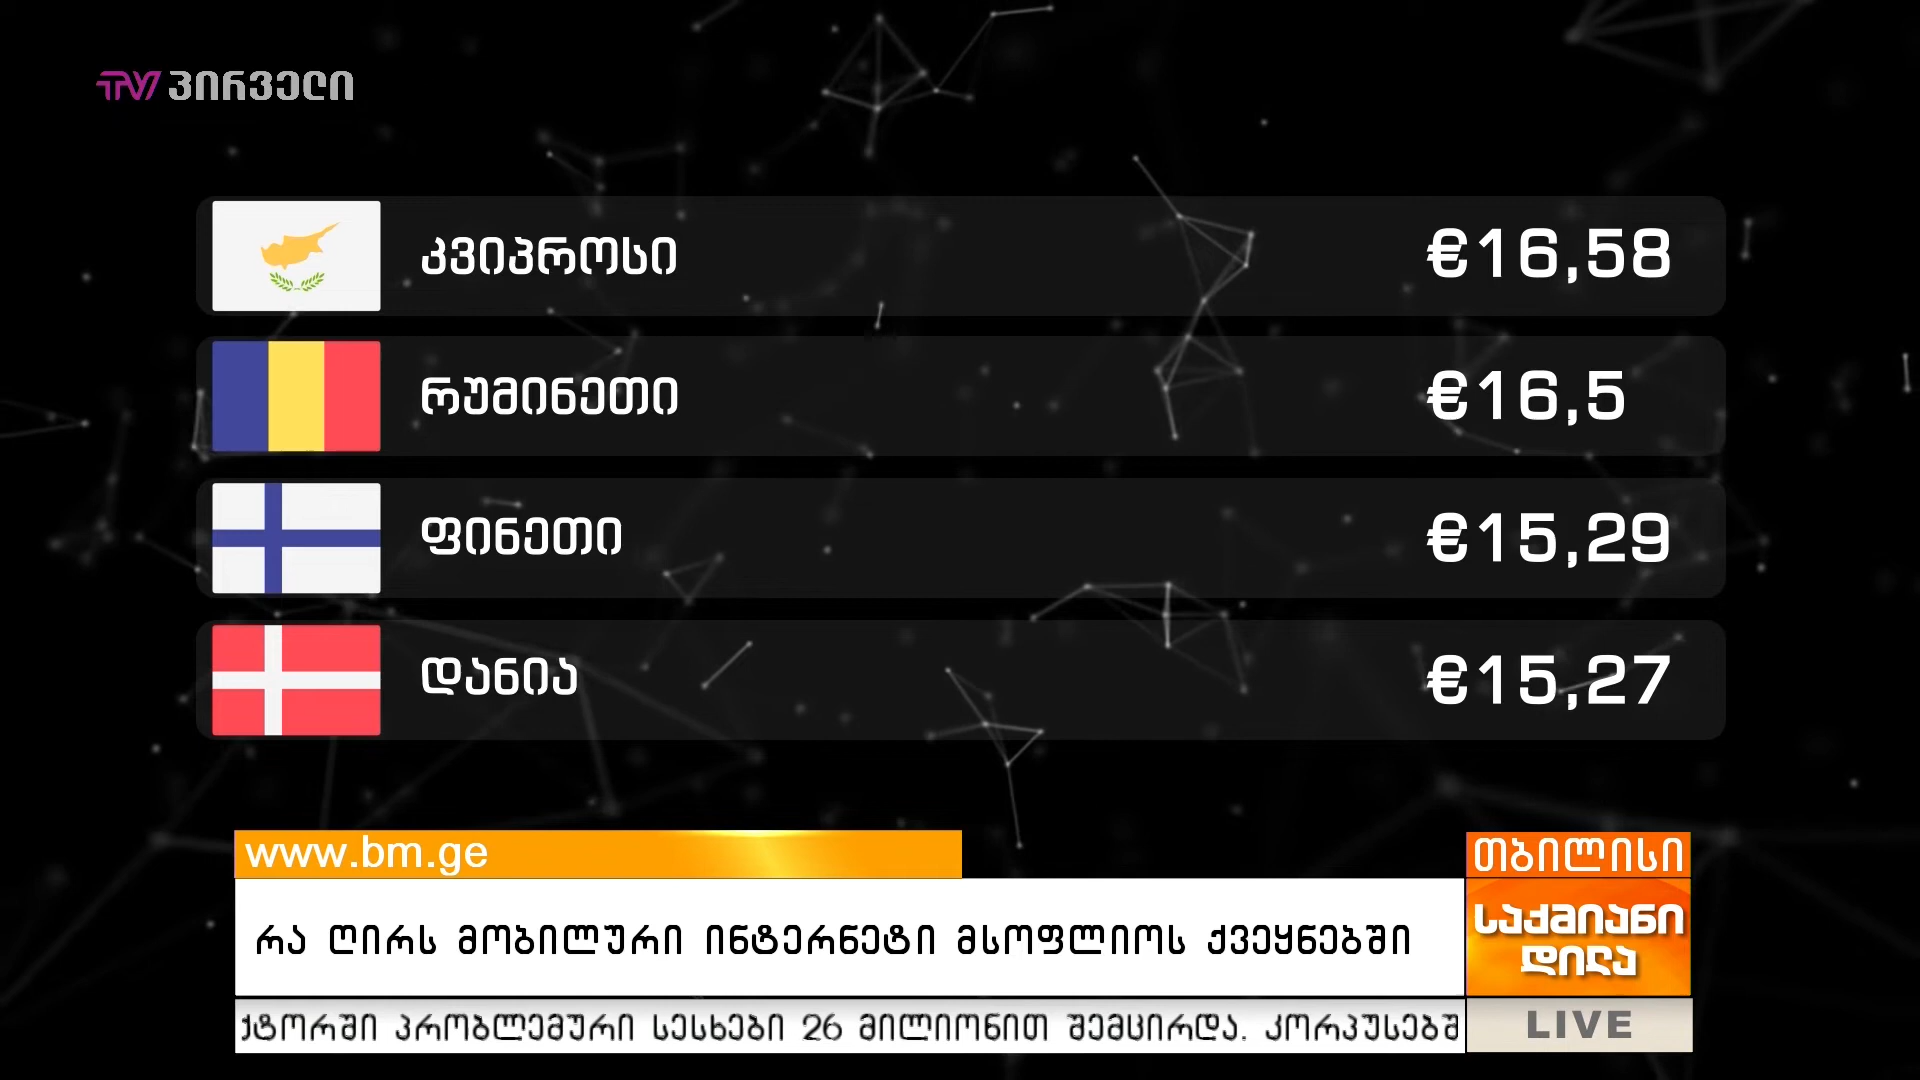 TV პირველი
კვიპროსი
€16,58
რუმინეთი
€16,5
ფინეთი
€15,29
დანია
€15,27
www.bm.ge
თბილისი
რა ღირს მობილური ინტერნეტი მსოფლიოს ქვეყნებში
საქმიანი
დილა
ქტორში პრობლემური სესხები 26 მილიონით შემცირდა. კორპუსებშ
LIVE